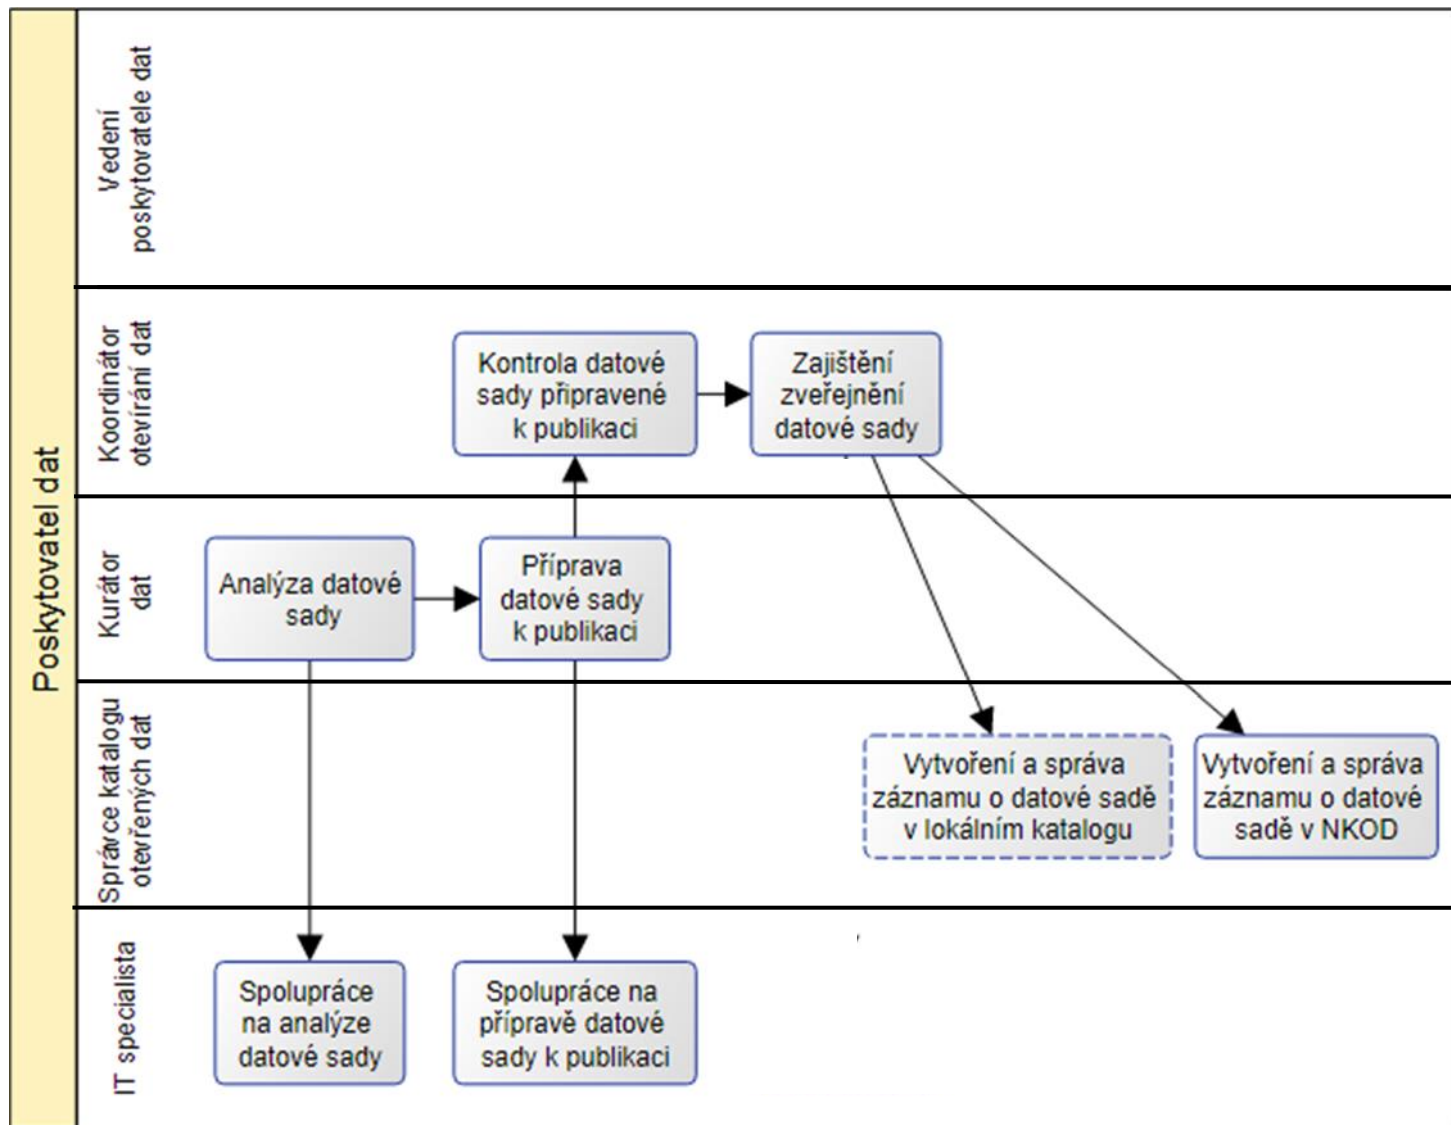 Poskytovatel dat
Vedení
poskytovatele dat
Koordinátor
otevírání dat
Kontrola datové
sady připravené
k publikaci
Zajištění
zveřejnění
datové sady
Kurátor
dat
Analýza datové
sady
Příprava
datové sady
k publikaci
Správce katalogu
otevřených dat
Vytvoření a správa
záznamu o datové sadě
v lokálním katalogu
Vytvoření a správa
záznamu o datové
sadě v NKOD
IT specialista
Spolupráce
na analýze
datové sady
Spolupráce na
přípravě datové
sady k publikaci